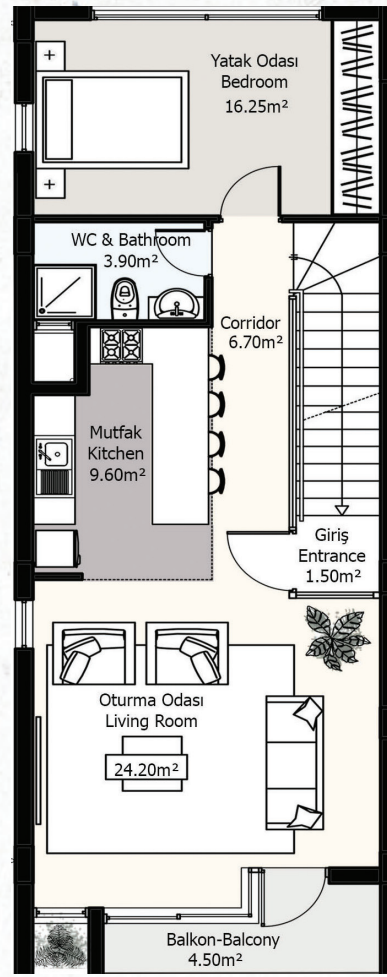 Yatak Odası
Bedroom
16.25m²
WC & Bathroom
3.90m²
Corridor
6.70m²
Mutfak
Kitchen
9.60m²
Giriş
Entrance
1.50m²
Oturma Odası
Living Room
24.20m²
Balkon-Balcony
4.50m²